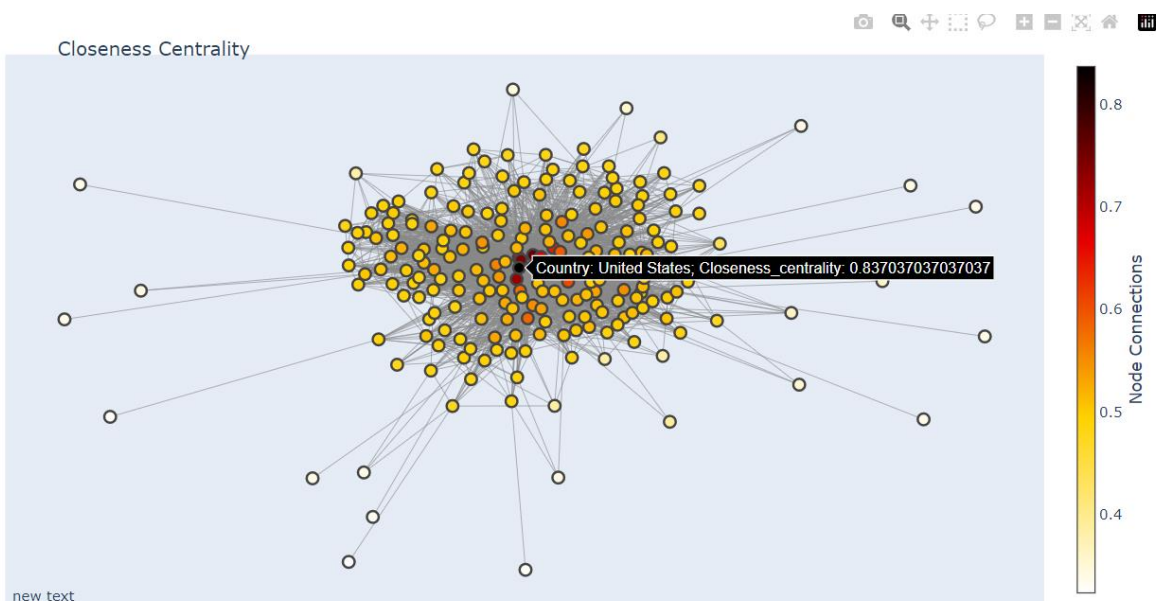 Closeness Centrality
Country: United States; Closeness_centrality: 0.837037037037037
0.8
0.7
0.6
0.5
0.4
Node Connections
new text